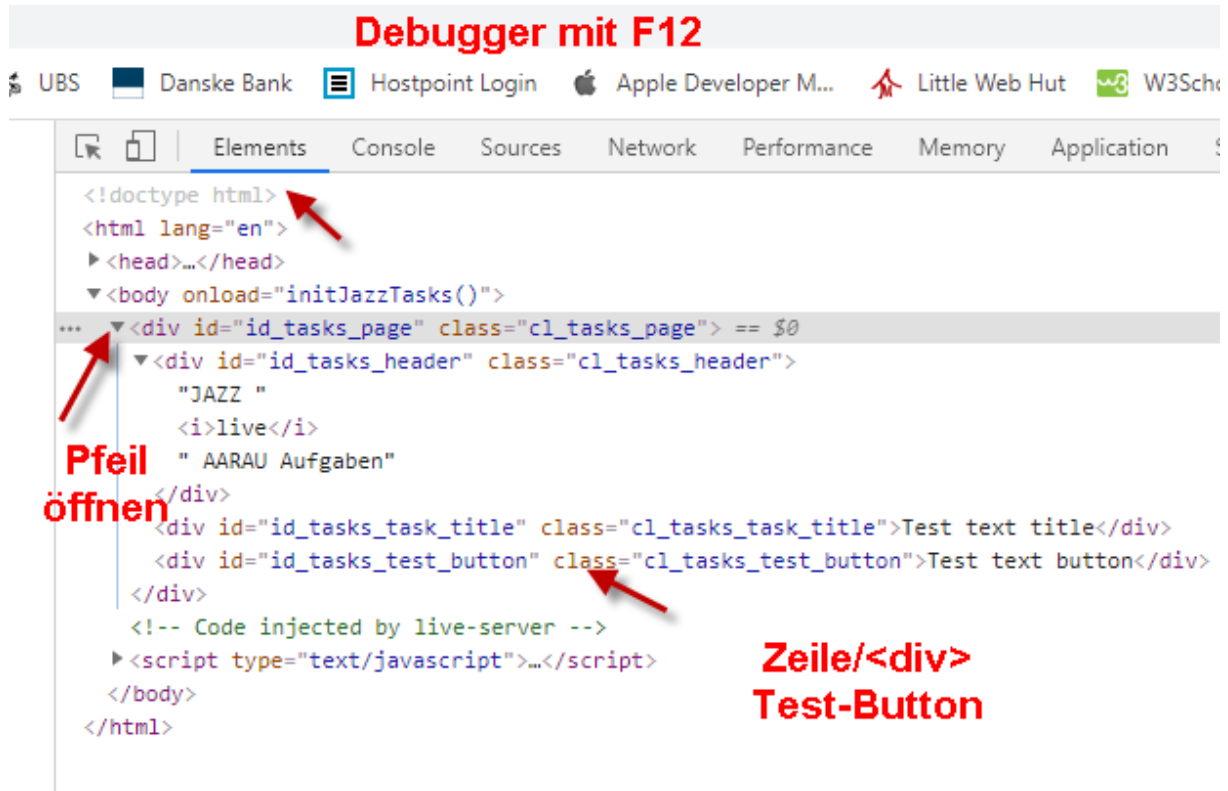 Debugger mit F12
UBS Danske Bank Hostpoint Login Apple Developer M... Little Web Hut W3Scho
Elements Console Sources Network Performance Memory Application
<!doctype html>
<html lang="en">
<head>…</head>
<body onload="initJazzTasks()">
<div id="id_tasks_page" class="cl_tasks_page"> == $0
<div id="id_tasks_header" class="cl_tasks_header">
"JAZZ "
<i>live</i>
" AARAU Aufgaben"
</div>
Pfeil
öffnen
<div id="id_tasks_task_title" class="cl_tasks_task_title">Test text title</div>
<div id="id_tasks_test_button" class="cl_tasks_test_button">Test text button</div>
</div>
<!-- Code injected by live-server -->
<script type="text/javascript">…</script>
</body>
</html>
Zeile/<div>
Test-Button